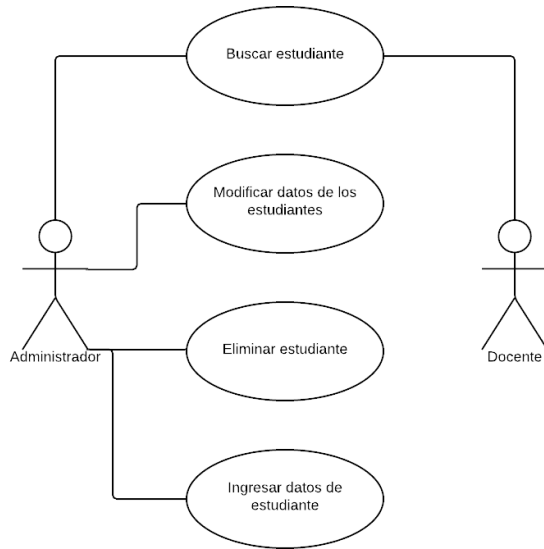 Buscar estudiante
Modificar datos de los
estudiantes
Eliminar estudiante
Administrador
Docente
Ingresar datos de
estudiante